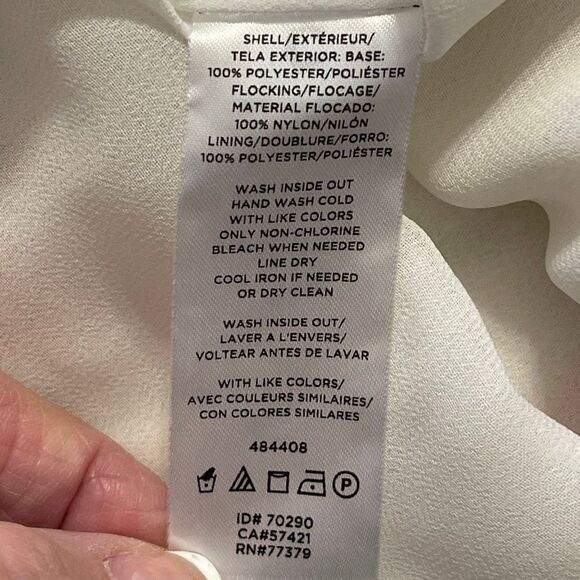 SHELL/EXTÉRIEUR/
TELA EXTERIOR: BASE:
100% POLYESTER/POLIÉSTER
FLOCKING/FLOCAGE/
MATERIAL FLOCADO:
100% NYLON/NILÓN
LINING/DOUBLURE/FORRO:
100% POLYESTER/POLIÉSTER
WASH INSIDE OUT
HAND WASH COLD
WITH LIKE COLORS
ONLY NON-CHLORINE
BLEACH WHEN NEEDED
LINE DRY
COOL IRON IF NEEDED
OR DRY CLEAN
WASH INSIDE OUT/
LAVER A L'ENVERS/
VOLTEAR ANTES DE LAVAR
WITH LIKE COLORS/
AVEC COULEURS SIMILAIRES/
CON COLORES SIMILARES
484408
P
ID# 70290
CA#57421
RN#77379